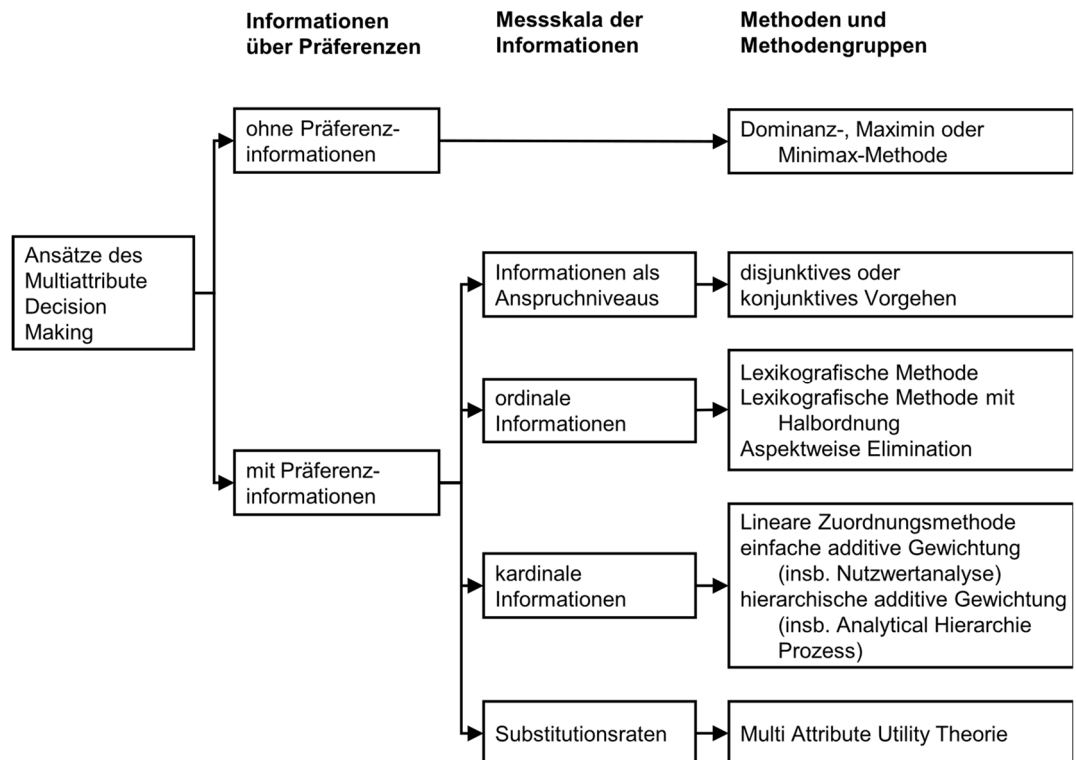 Informationen
über Präferenzen
Messskala der
Informationen
Methoden und
Methodengruppen
ohne Präferenz-
informationen
Dominanz-, Maximin oder
Minimax-Methode
Ansätze des
Multiattribute
Decision
Making
Informationen als
Anspruchniveaus
disjunktives oder
konjunktives Vorgehen
ordinale
Informationen
Lexikografische Methode
Lexikografische Methode mit
Halbordnung
Aspektweise Elimination
mit Präferenz-
informationen
kardinale
Informationen
Lineare Zuordnungsmethode
einfache additive Gewichtung
(insb. Nutzwertanalyse)
hierarchische additive Gewichtung
(insb. Analytical Hierarchie
Prozess)
Substitutionsraten
Multi Attribute Utility Theorie